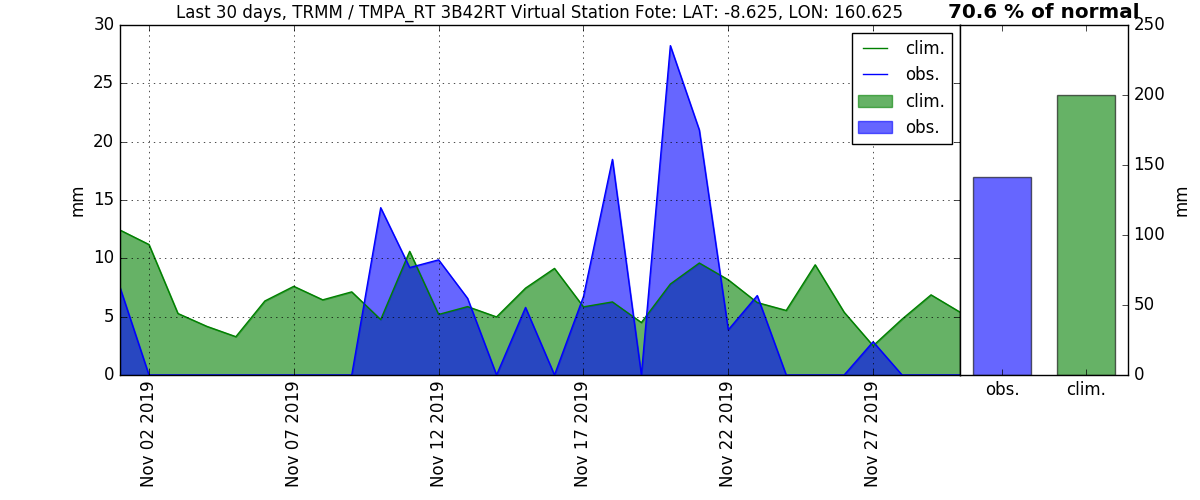 Last 30 days, TRMM / TMPA_RT 3B42RT Virtual Station Fote: LAT: -8.625, LON: 160.625
70.6 % of normal
30
25
20
15
10
5
0
mm
clim.
obs.
clim.
obs.
Nov 02 2019
Nov 07 2019
Nov 12 2019
Nov 17 2019
Nov 22 2019
Nov 27 2019
250
200
150
100
50
0
mm
obs.
clim.